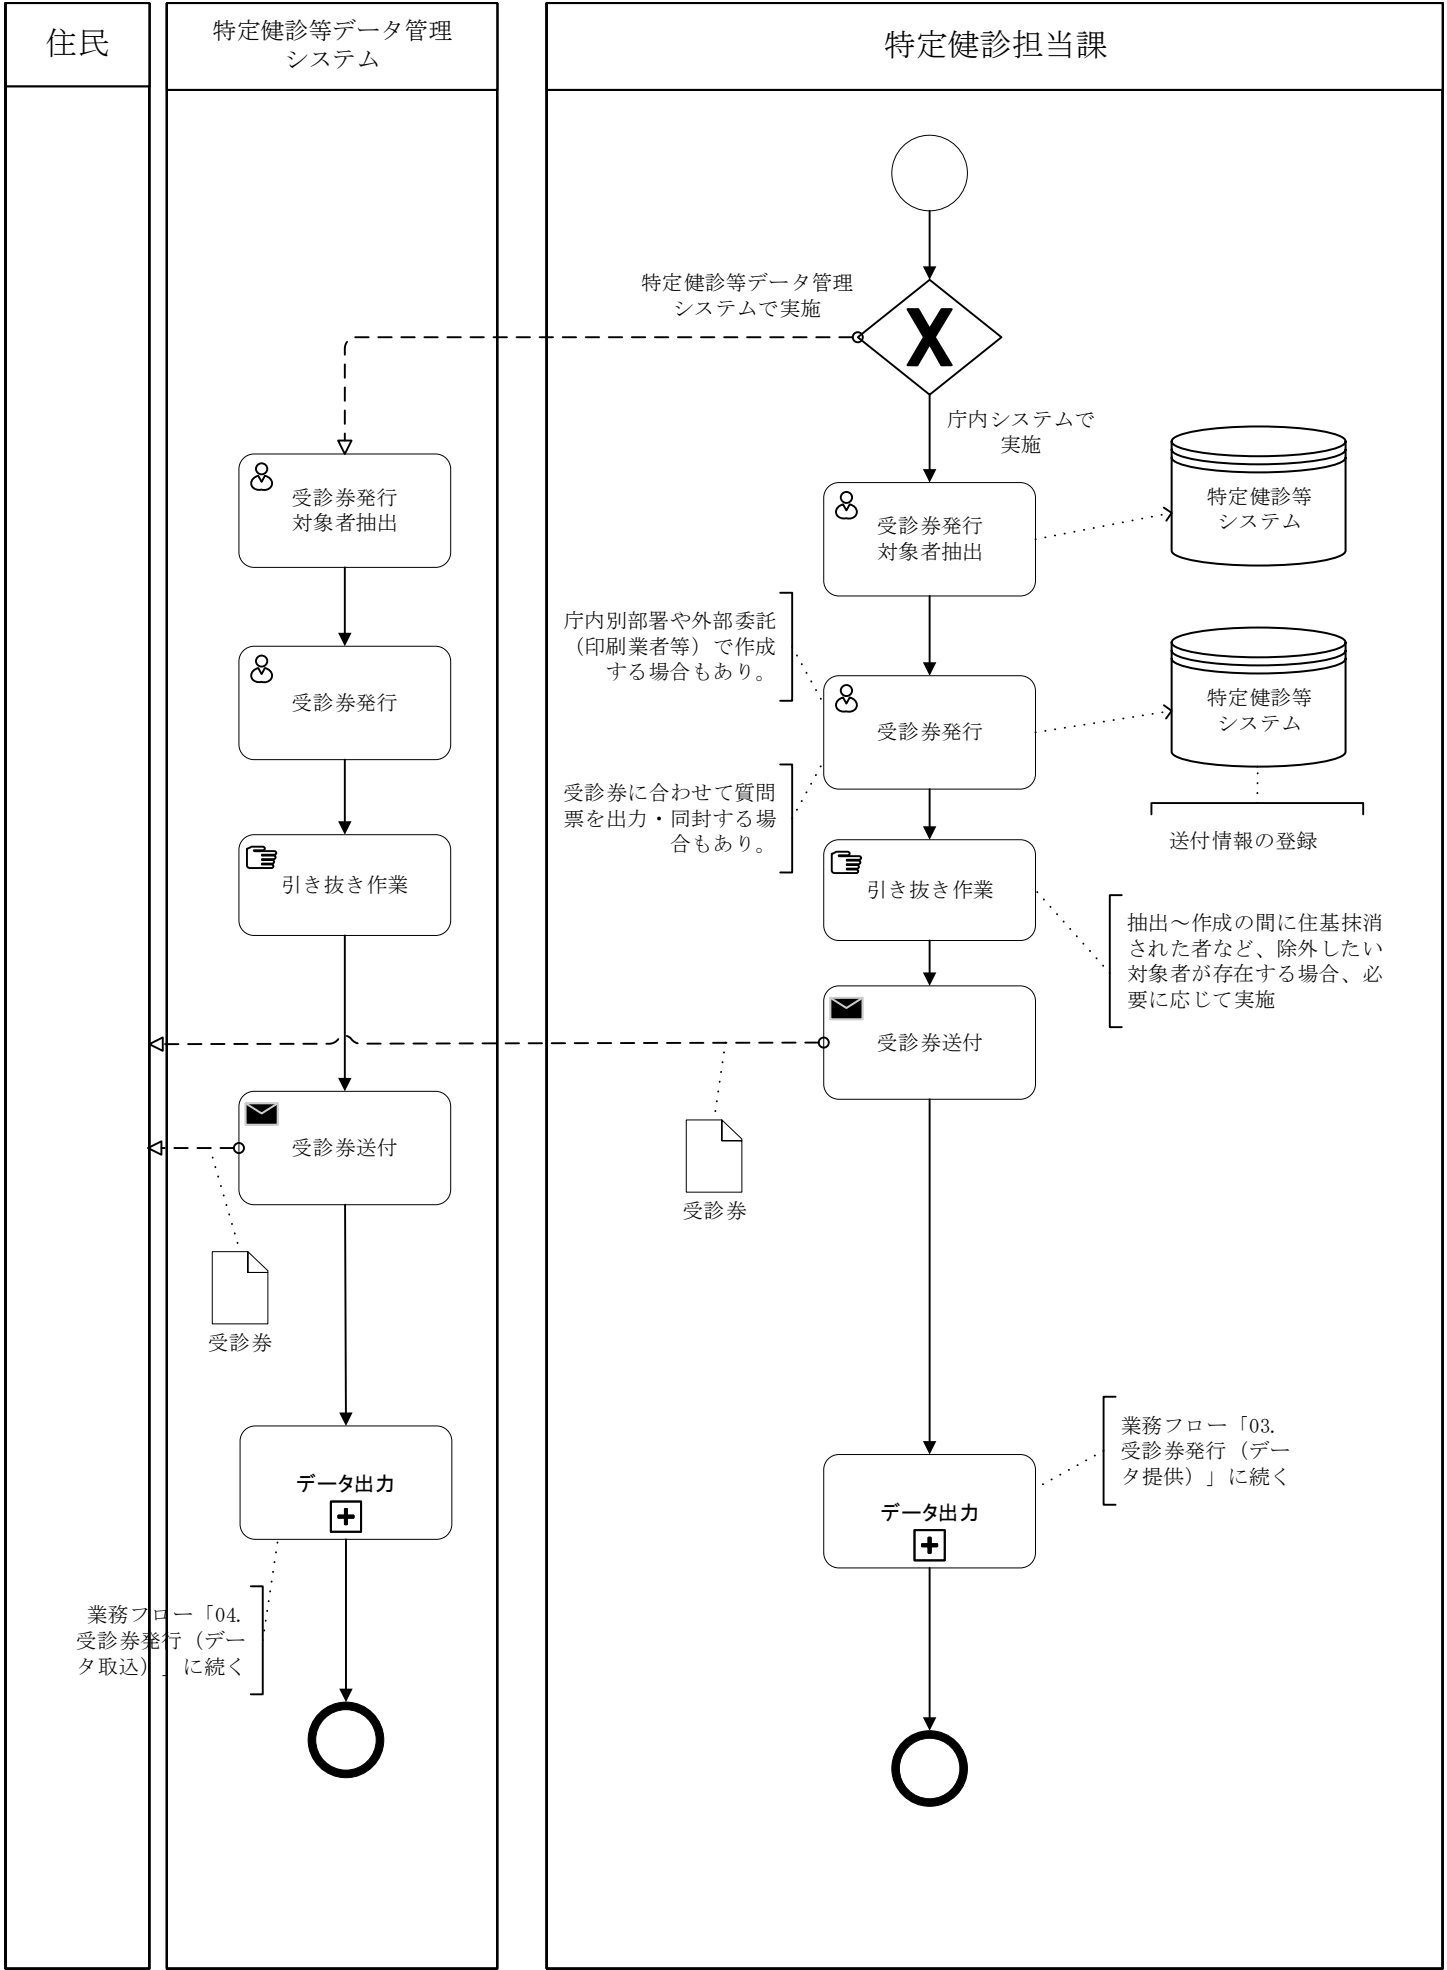 住民
特定健診等データ管理
システム
特定健診担当課
特定健診等データ管理
システムで実施
庁内システムで
実施
受診券発行
対象者抽出
受診券発行
対象者抽出
特定健診等
システム
庁内別部署や外部委託
（印刷業者等）で作成
する場合もあり。
受診券発行
受診券発行
特定健診等
システム
受診券に合わせて質問
票を出力・同封する場
合もあり。
送付情報の登録
引き抜き作業
引き抜き作業
抽出～作成の間に住基抹消
された者など、除外したい
対象者が存在する場合、必
要に応じて実施
受診券送付
受診券送付
受診券
受診券
業務フロー「03.
受診券発行（デー
タ提供）」に続く
データ出力
データ出力
業務フロー「04.
受診券発行（デー
タ取込）」に続く